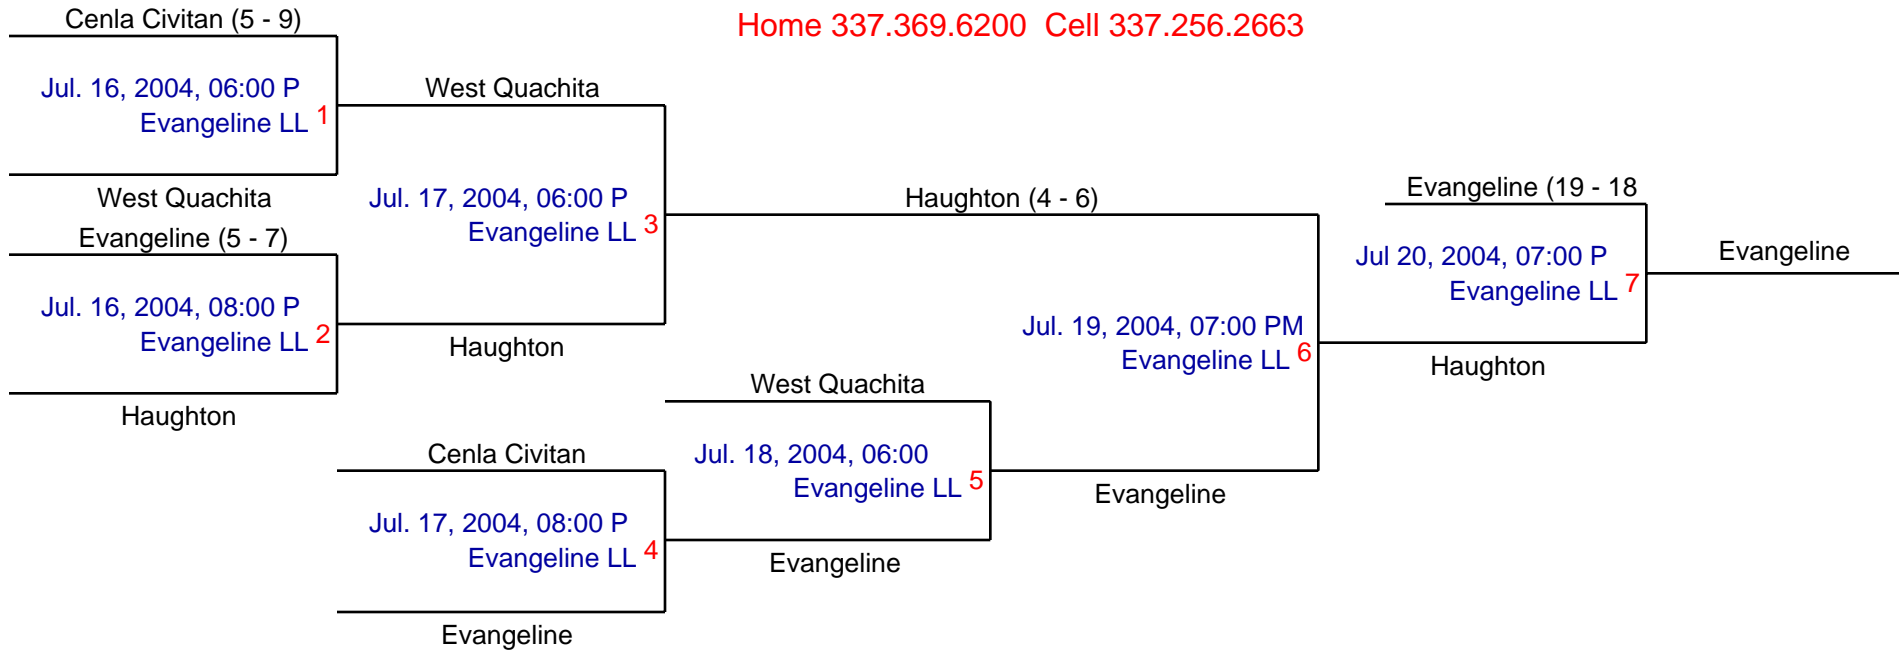 Cenla Civitan (5 - 9)
Home 337.369.6200  Cell 337.256.2663
Jul. 16, 2004, 06:00 P
Evangeline LL 1
West Quachita
West Quachita
Jul. 17, 2004, 06:00 P
Evangeline LL 3
Haughton (4 - 6)
Evangeline (19 - 18
Evangeline (5 - 7)
Jul 20, 2004, 07:00 P
Evangeline LL 7
Evangeline
Jul. 16, 2004, 08:00 P
Evangeline LL 2
Haughton
Jul. 19, 2004, 07:00 PM
Evangeline LL 6
Haughton
Haughton
West Quachita
Cenla Civitan
Jul. 18, 2004, 06:00
Evangeline LL 5
Evangeline
Jul. 17, 2004, 08:00 P
Evangeline LL 4
Evangeline
Evangeline